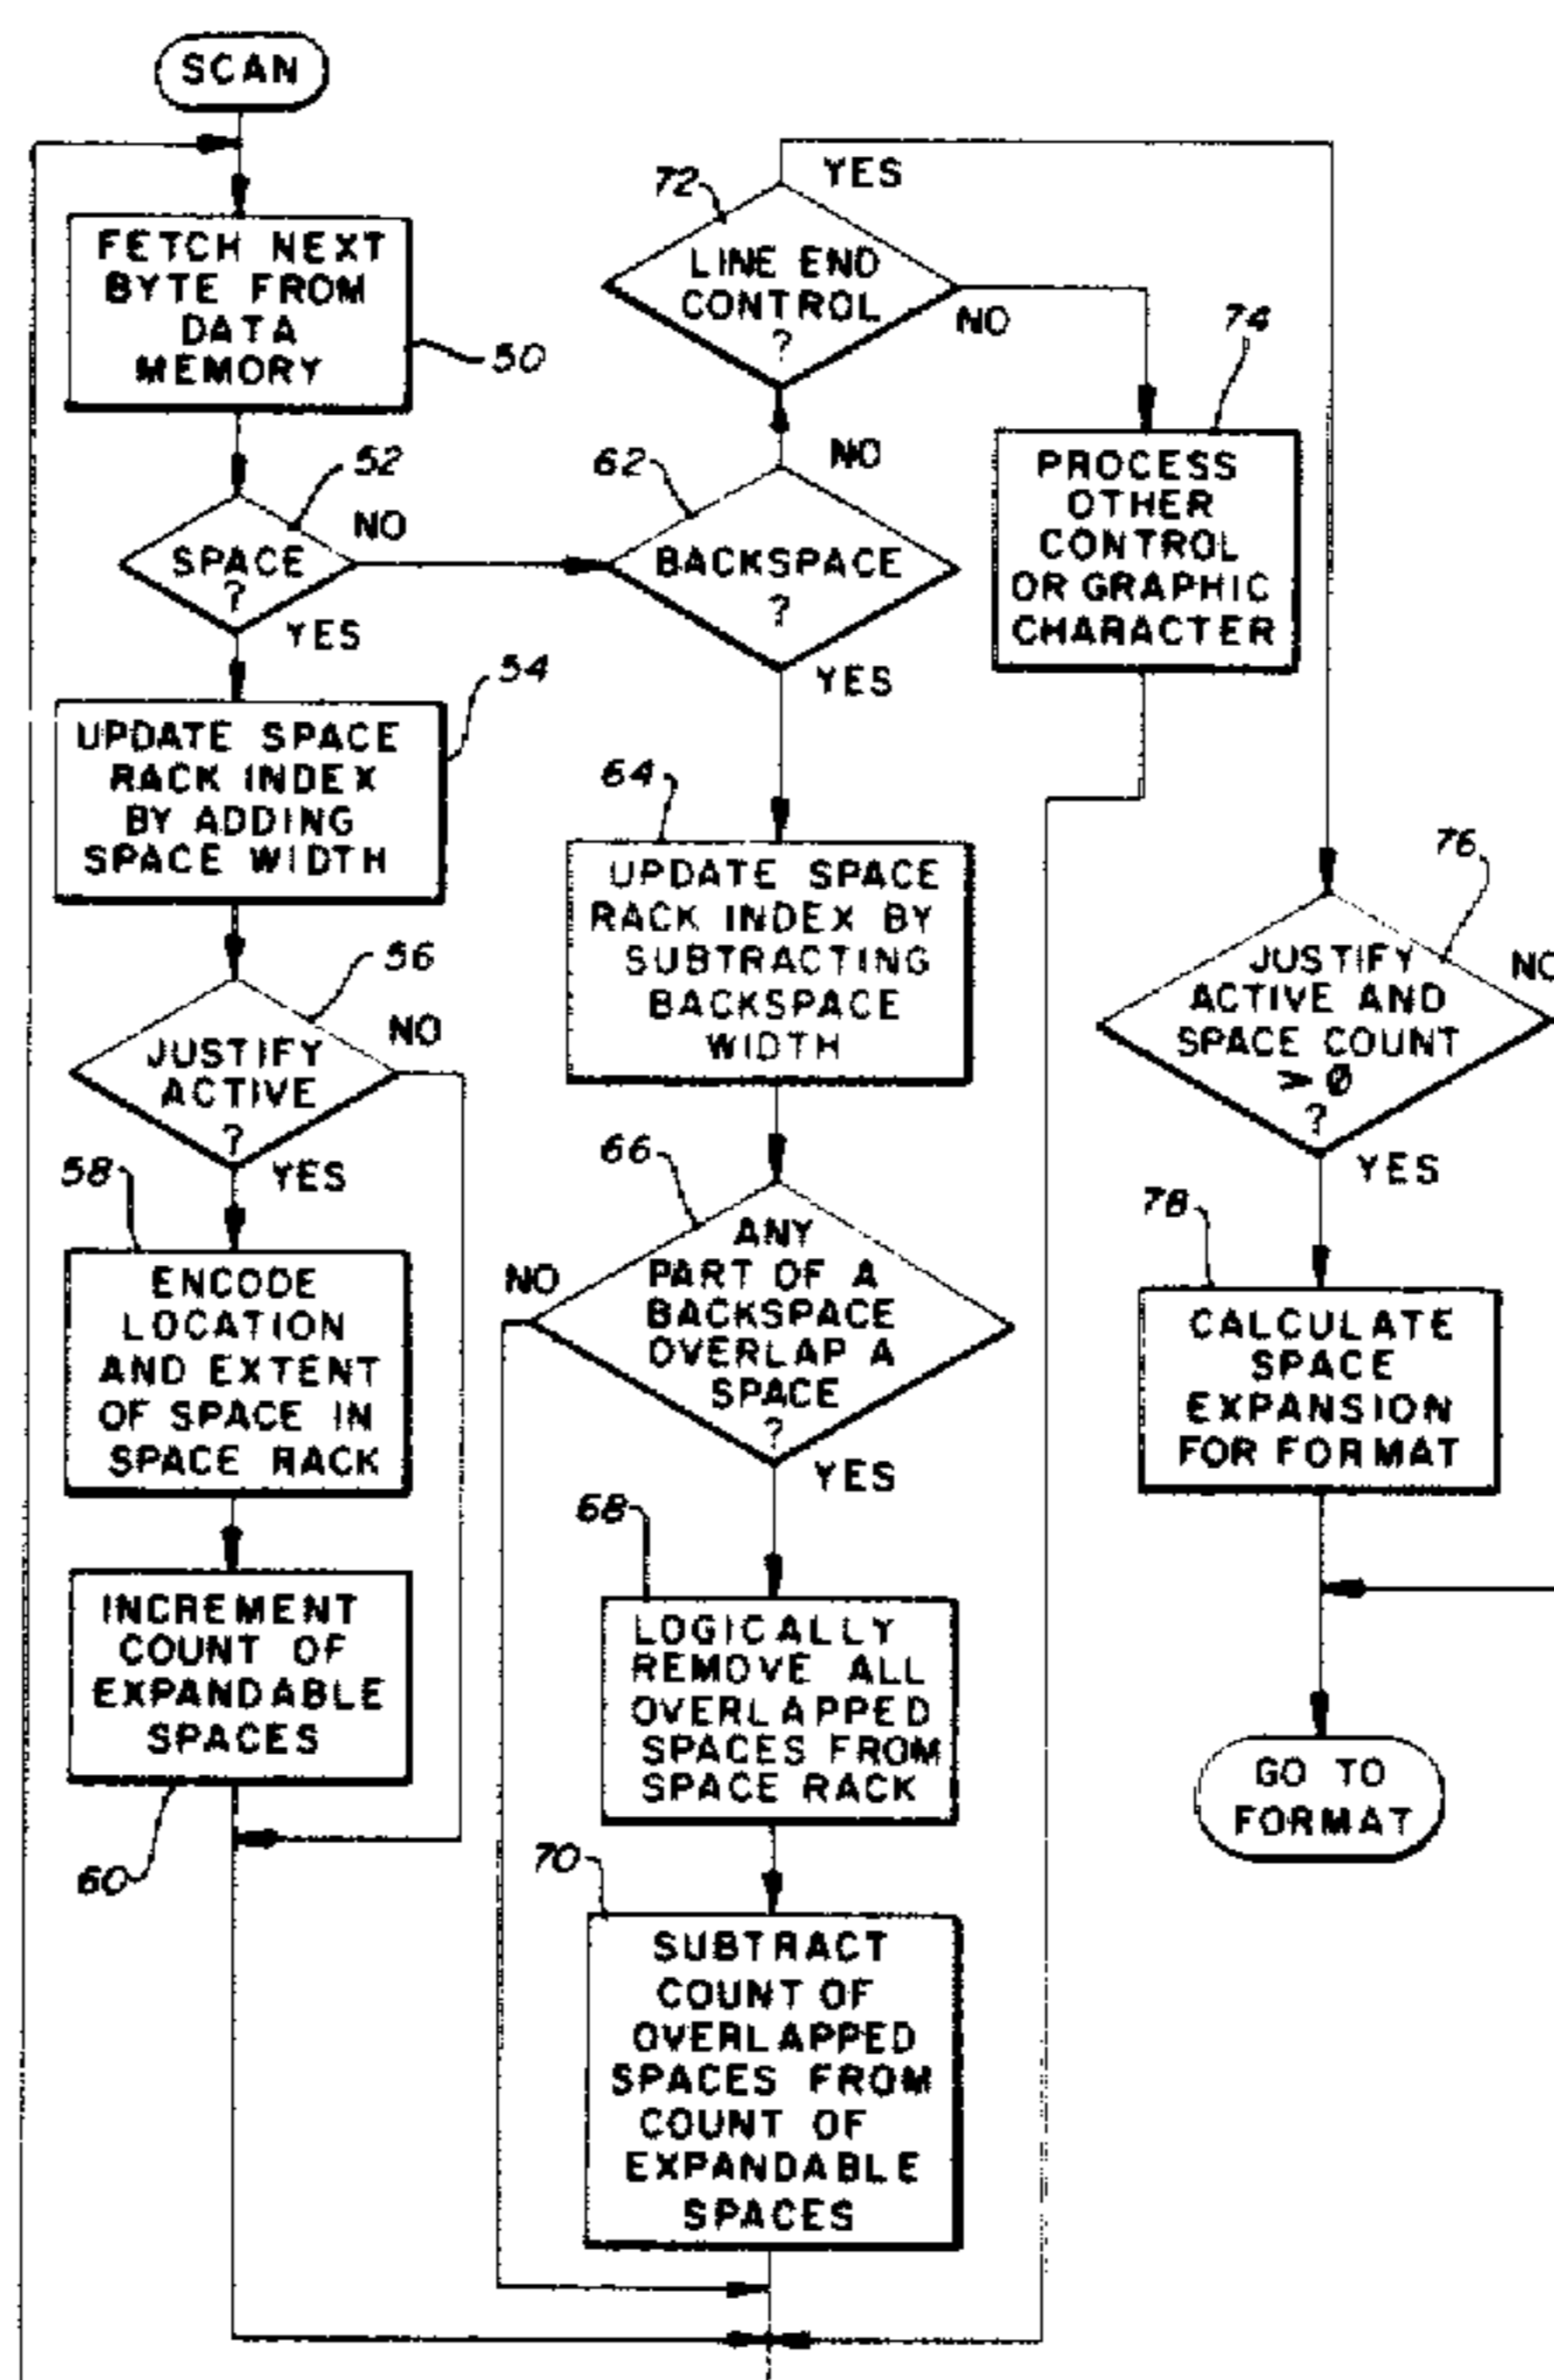 SCAN
FETCH NEXT
BYTE FROM
DATA
MEMORY
50
52
SPACE
?
NO
YES
54
UPDATE SPACE
RACK INDEX
BY ADDING
SPACE WIDTH
56
JUSTIFY
ACTIVE
?
NO
YES
58
ENCODE
LOCATION
AND EXTENT
OF SPACE IN
SPACE RACK
INCREMENT
COUNT OF
EXPANDABLE
SPACES
60
72
YES
LINE END
CONTROL
?
NO
62
NO
BACKSPACE
?
YES
64
UPDATE SPACE
RACK INDEX BY
SUBTRACTING
BACKSPACE
WIDTH
66
ANY
PART OF A
BACKSPACE
OVERLAP A
SPACE
?
NO
YES
68
LOGICALLY
REMOVE ALL
OVERLAPPED
SPACES FROM
SPACE RACK
70
SUBTRACT
COUNT OF
OVERLAPPED
SPACES FROM
COUNT OF
EXPANDABLE
SPACES
74
PROCESS
OTHER
CONTROL
OR GRAPHIC
CHARACTER
76
JUSTIFY
ACTIVE AND
SPACE COUNT
> 0
?
NO
YES
78
CALCULATE
SPACE
EXPANSION
FOR FORMAT
GO TO
FORMAT